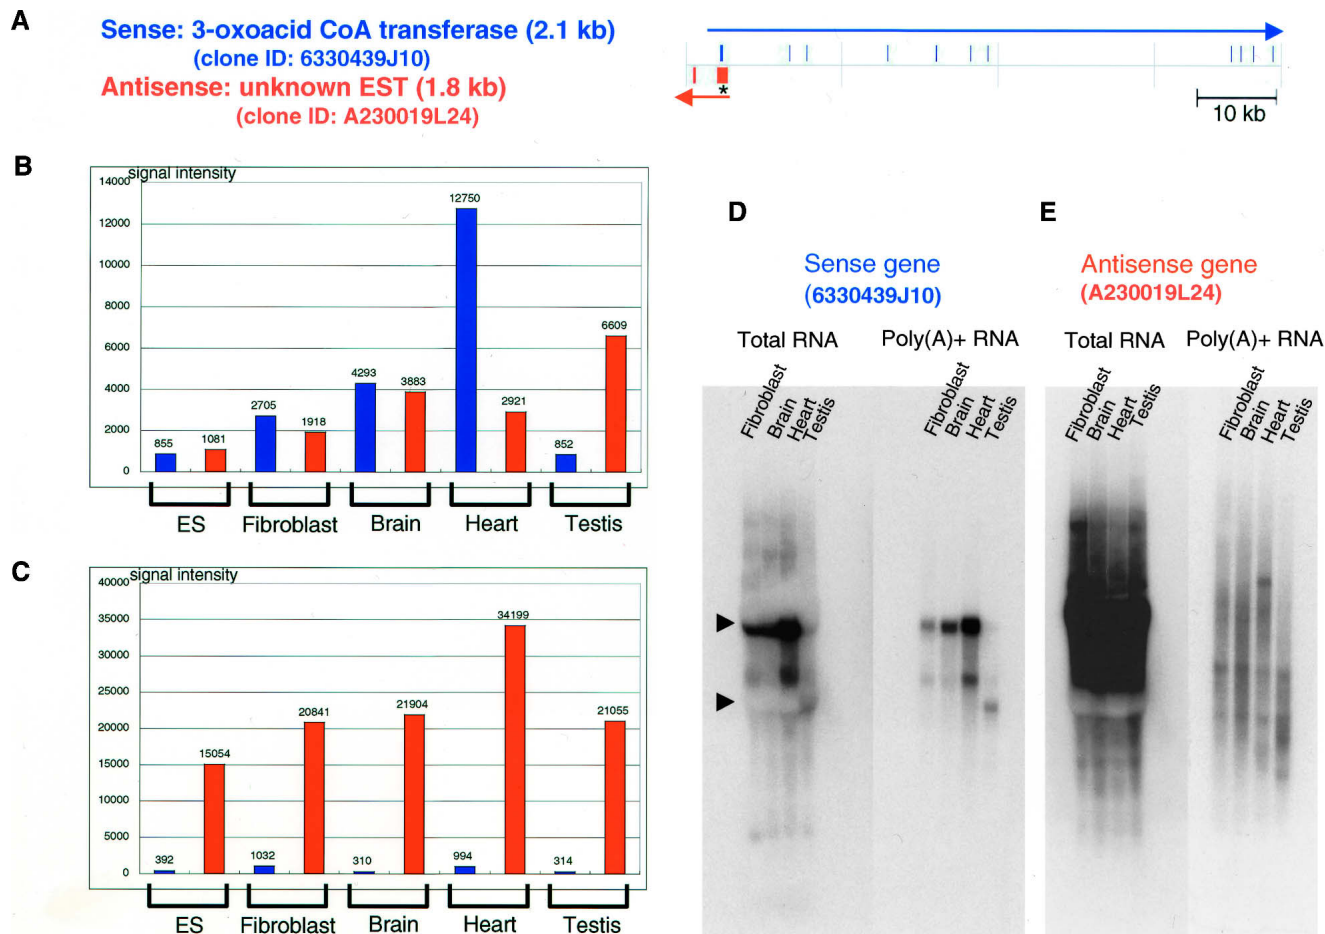 A
Sense: 3-oxoacid CoA transferase (2.1 kb)
(clone ID: 6330439J10)
Antisense: unknown EST (1.8 kb)
(clone ID: A230019L24)
*
10 kb
B
signal intensity
14000
12000
10000
8000
6000
4000
2000
0
855
1081
2705
1918
4293
3883
12750
2921
852
6609
ES
Fibroblast
Brain
Heart
Testis
C
signal intensity
40000
35000
30000
25000
20000
15000
10000
5000
0
392
15054
1032
20841
310
21904
994
34199
314
21055
ES
Fibroblast
Brain
Heart
Testis
D
Sense gene
(6330439J10)
Total RNA
Poly(A)+ RNA
Fibroblast
Brain
Heart
Testis
Fibroblast
Brain
Heart
Testis
E
Antisense gene
(A230019L24)
Total RNA
Poly(A)+ RNA
Fibroblast
Brain
Heart
Testis
Fibroblast
Brain
Heart
Testis